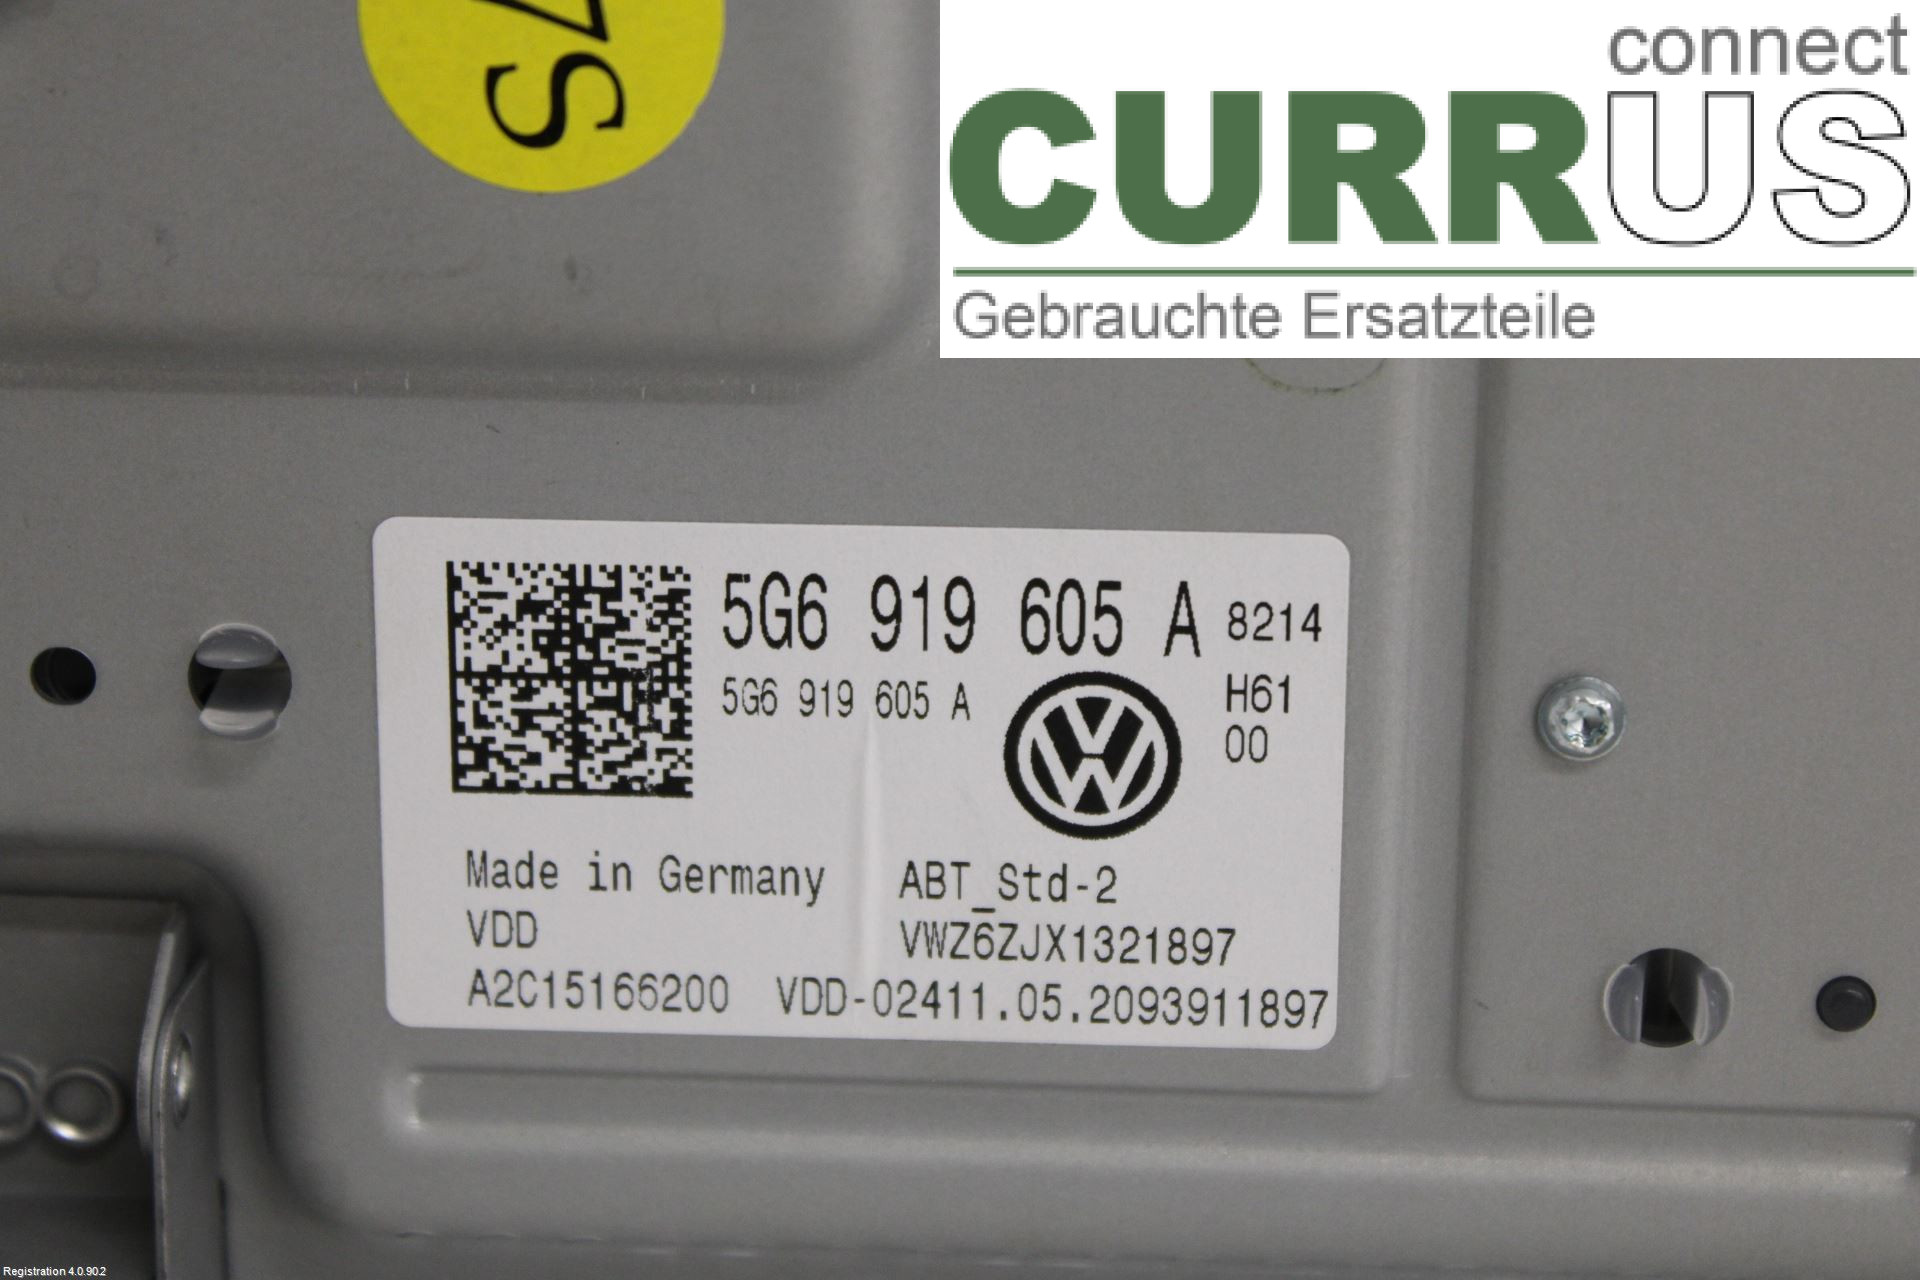 7S
connect
CURRUS
Gebrauchte Ersatzteile
5G6 919 605 A 8214
5G6 919 605 A H61
00
Made in Germany ABT_Std-2
VDD VWZ6ZJX1321897
A2C15166200 VDD-02411.05.2093911897
Registration 4.0.90.2